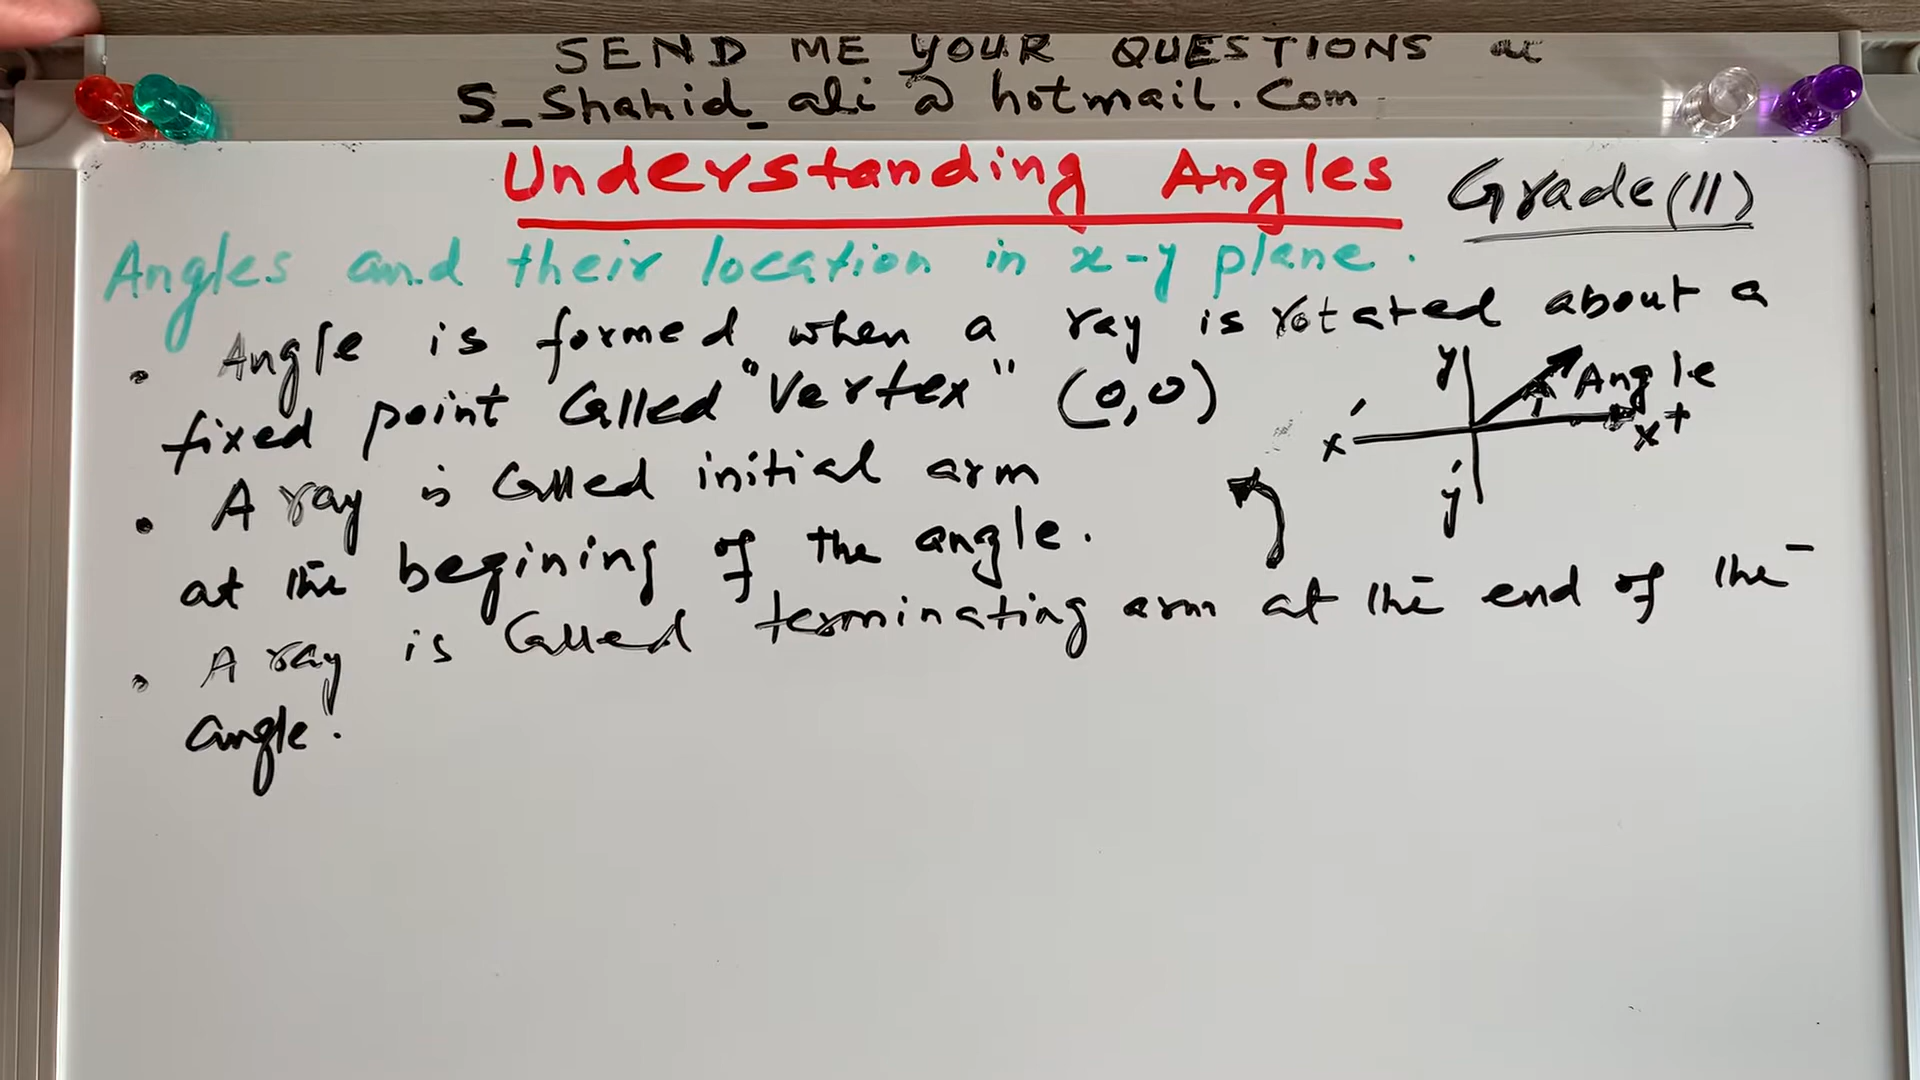 SEND ME YOUR QUESTIONS at
S_Shahid_ali@hotmail.Com
Understanding Angles
Grade(11)
Angles and their location in x-y plane.
• Angle is formed when a ray is rotated about a
fixed point Called "Vertex" (0,0)
• A ray is Called initial arm
at the begining of the angle.
• A ray is Called terminating arm at the end of the
angle.
y
Angle
x'
x+
y'